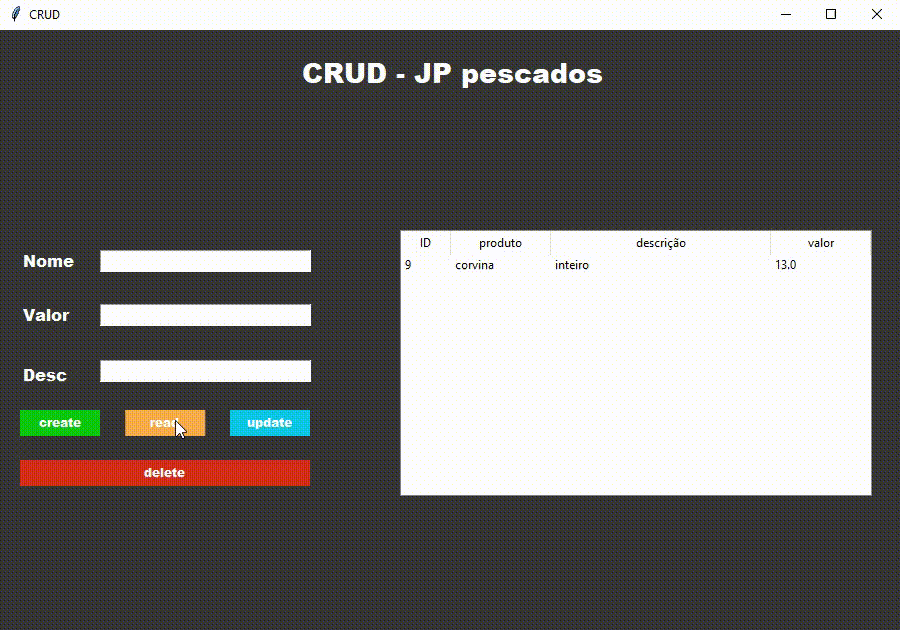 CRUD
CRUD - JP pescados
ID produto descrição valor
9 corvina inteiro 13.0
Nome
Valor
Desc
create read update
delete